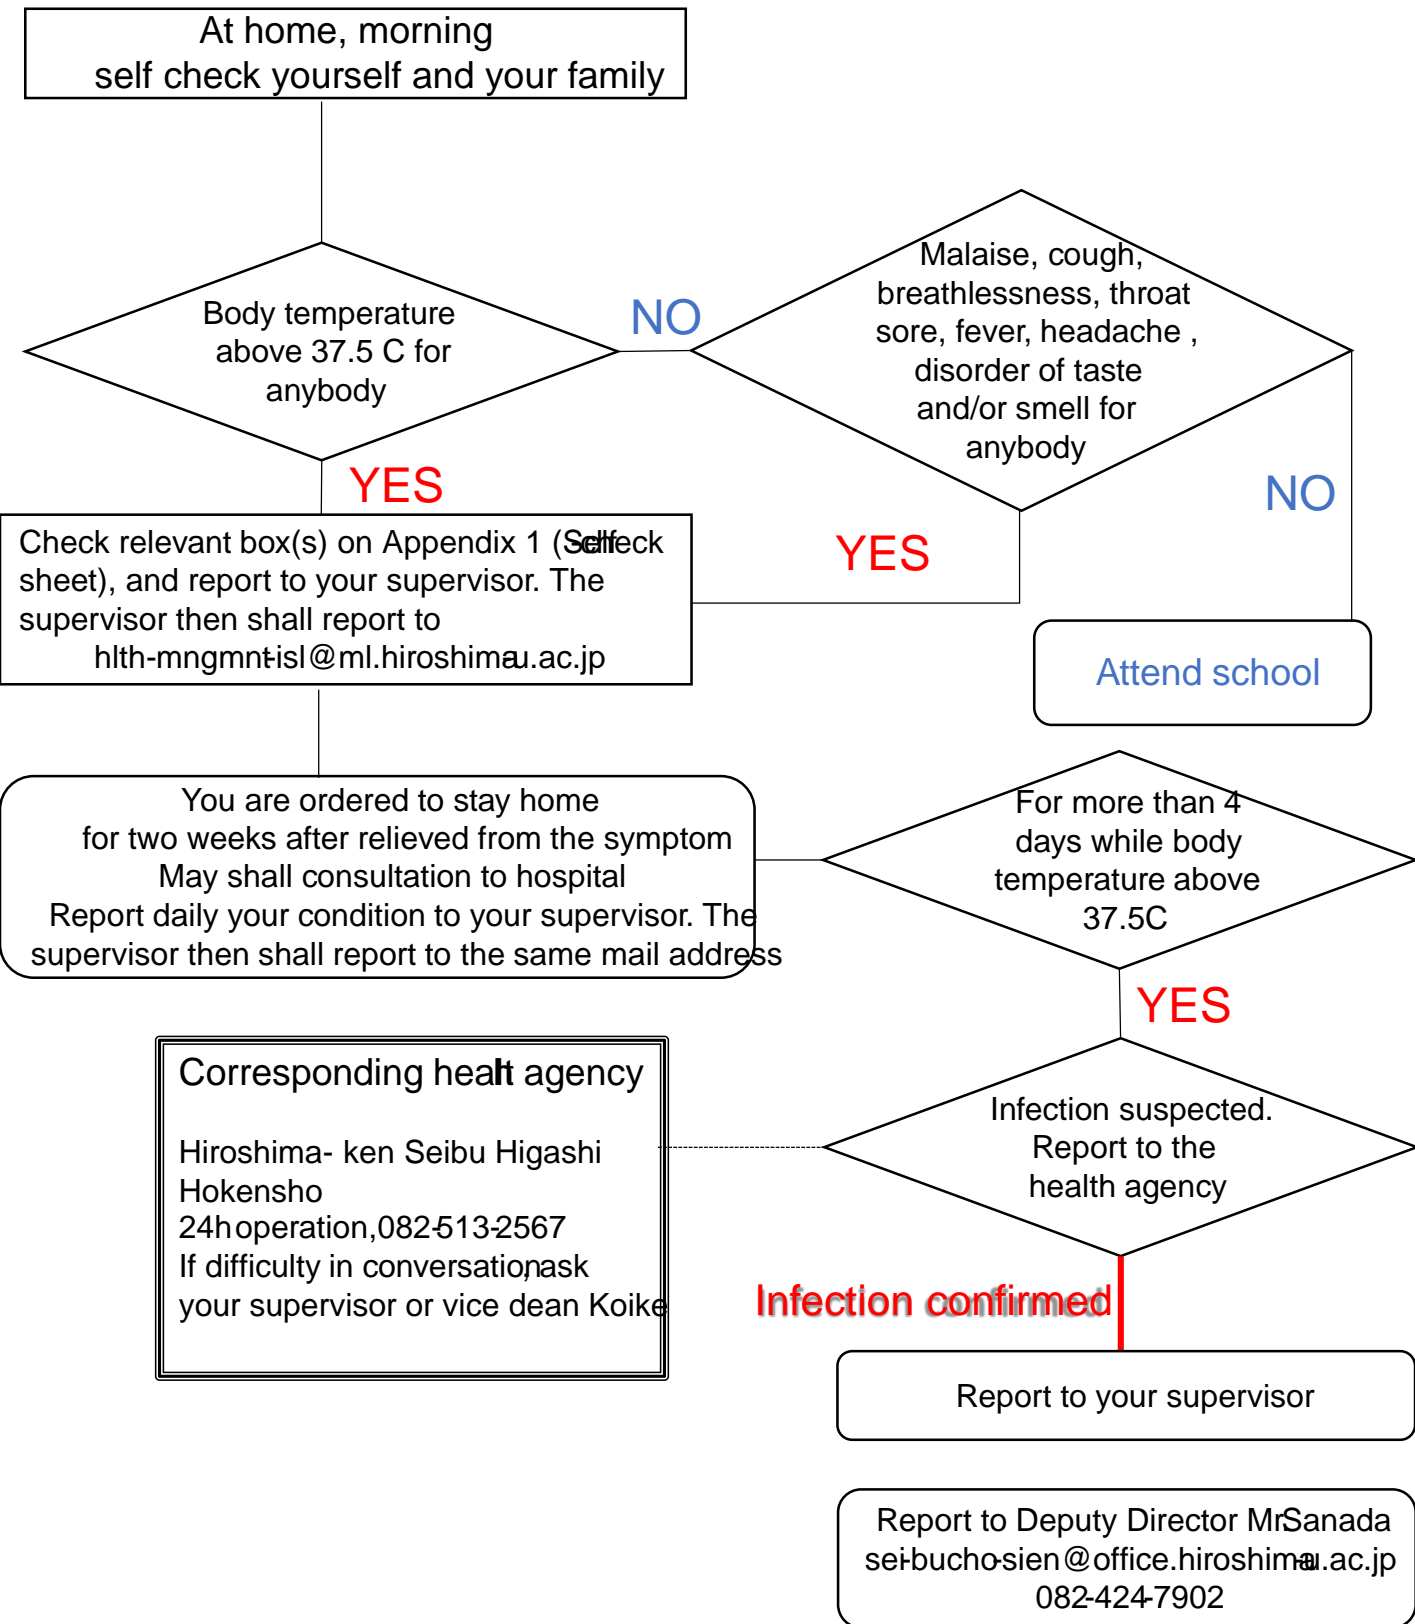 At home, morning
self check yourself and your family
Body temperature
above 37.5 C for
anybody
NO
Malaise, cough,
breathlessness, throat
sore, fever, headache ,
disorder of taste
and/or smell for
anybody
NO
YES
YES
Check relevant box(s) on Appendix 1 (Self-check
sheet), and report to your supervisor. The
supervisor then shall report to
hlth-mngmnt-isl@ml.hiroshima-u.ac.jp
Attend school
You are ordered to stay home
for two weeks after relieved from the symptom
May shall consultation to hospital
Report daily your condition to your supervisor. The
supervisor then shall report to the same mail address
For more than 4
days while body
temperature above
37.5C
YES
Corresponding healt agency
Hiroshima- ken Seibu Higashi
Hokensho
24h operation,082-513-2567
If difficulty in conversation, ask
your supervisor or vice dean Koike
Infection suspected.
Report to the
health agency
Infection confirmed
Report to your supervisor
Report to Deputy Director Mr.Sanada
sei-bucho-sien@office.hiroshima-u.ac.jp
082-424-7902